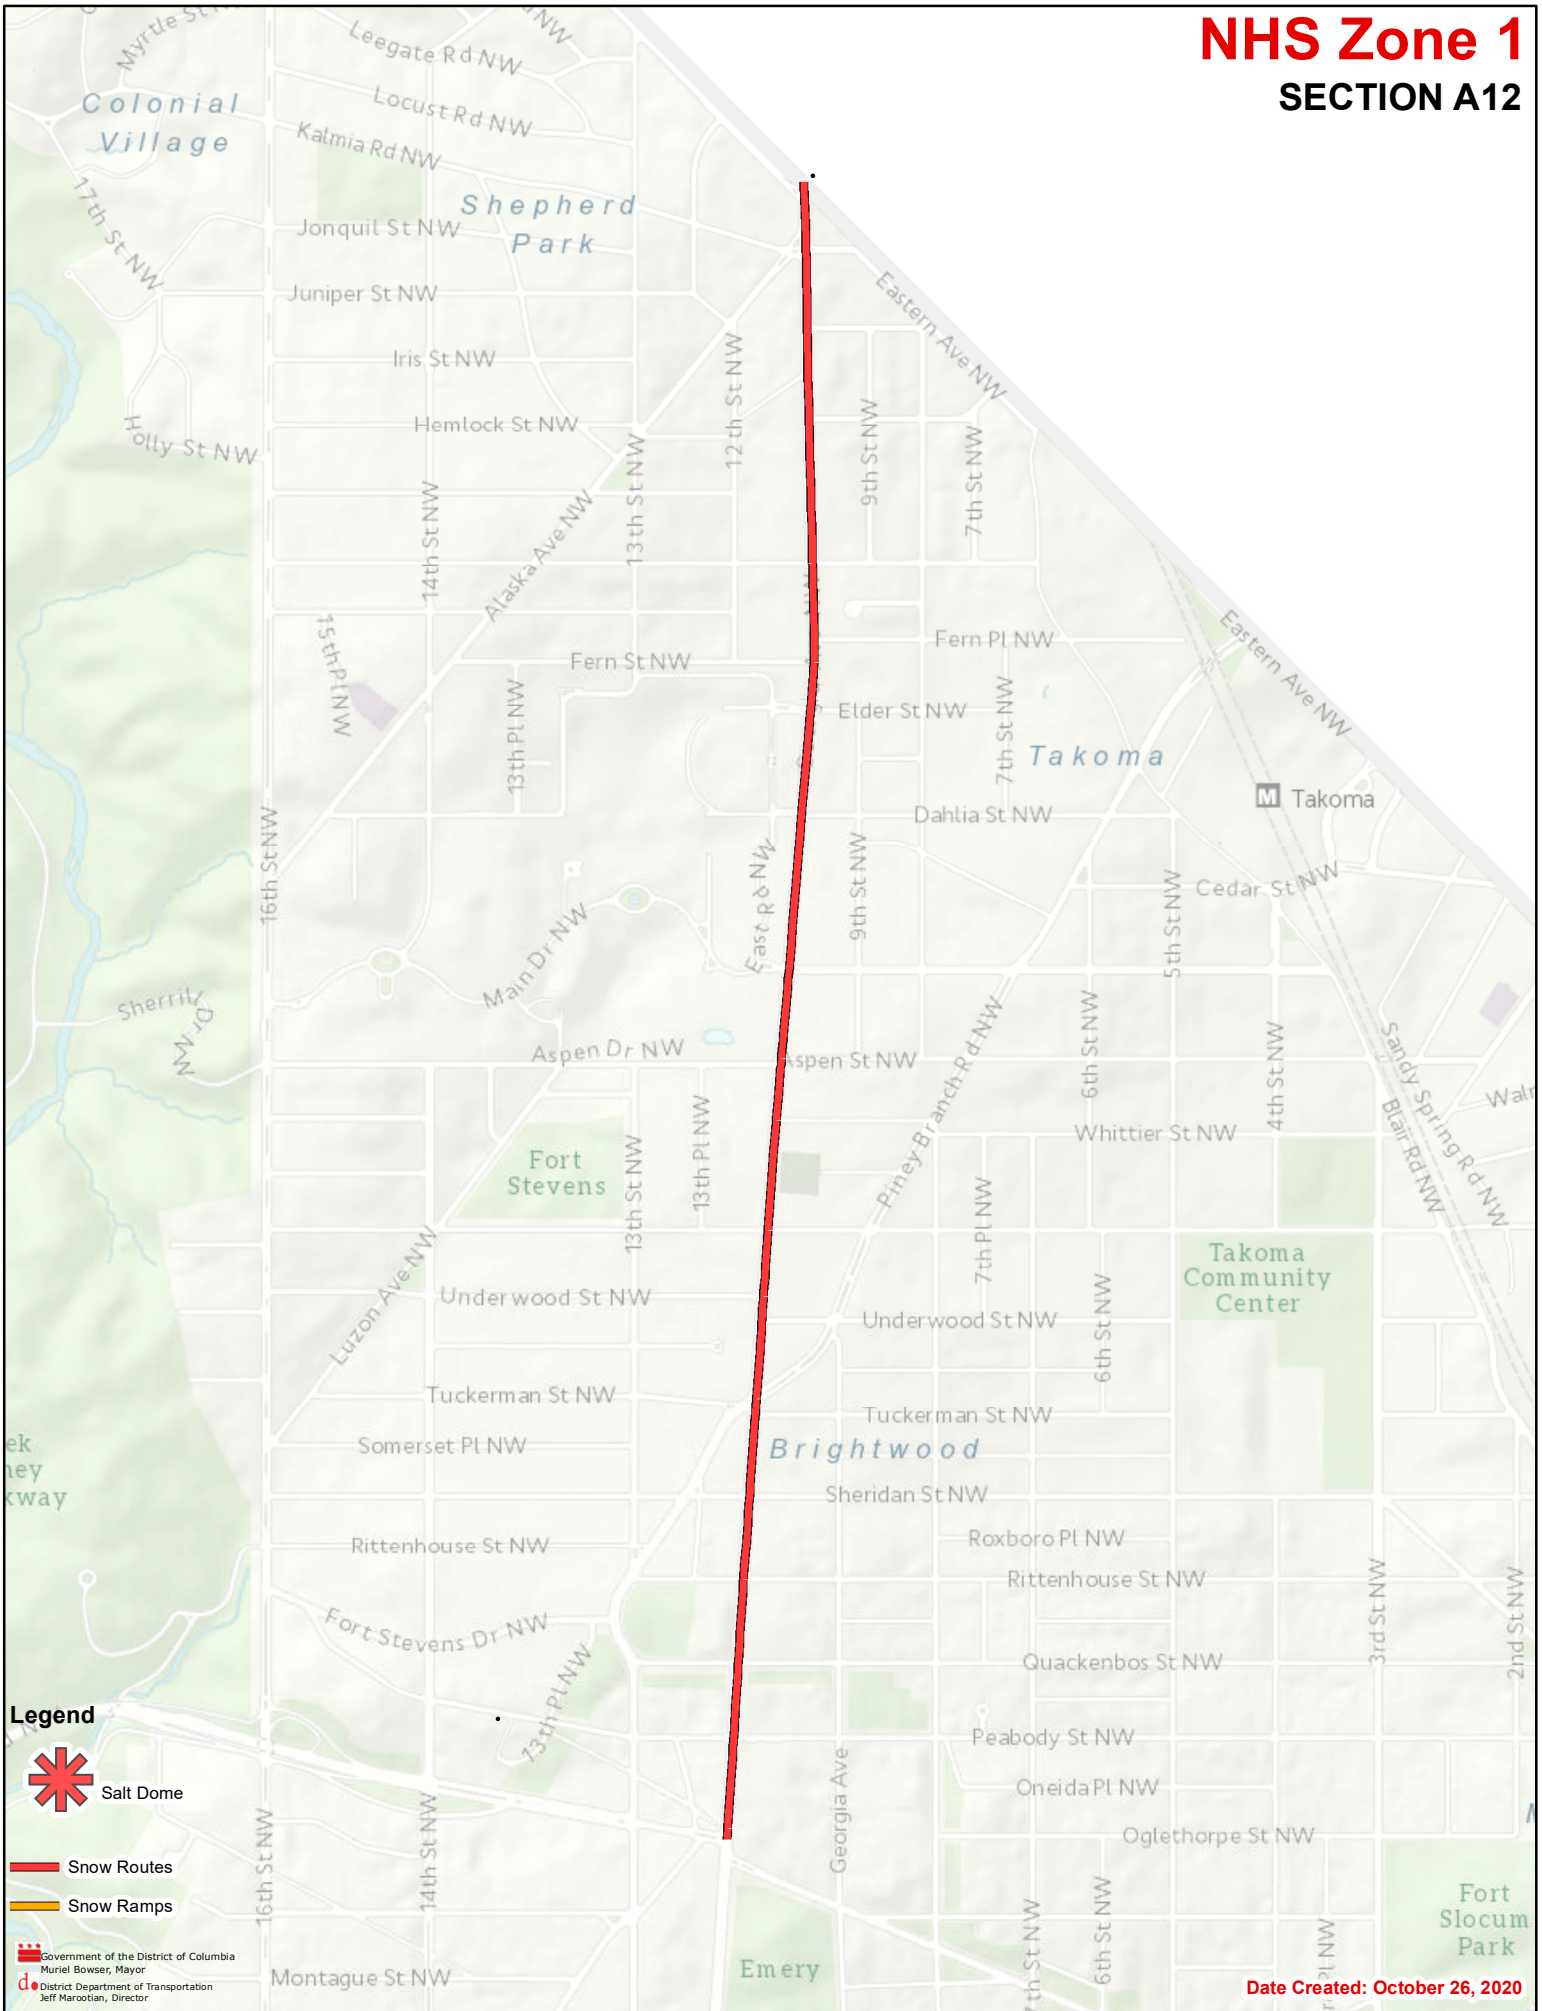 NHS Zone 1
SECTION A12
Myrtle St
Leegate Rd NW
Locust Rd NW
Kalmia Rd NW
Colonial
Village
17th St NW
Shepherd
Park
Jonquil St NW
Juniper St NW
Iris St NW
Hemlock St NW
Holly St NW
12th St NW
Eastern Ave NW
9th St NW
7th St NW
14th St NW
13th St NW
Alaska Ave NW
15th Pl NW
Fern St NW
Fern Pl NW
Eastern Ave NW
13th Pl NW
Elder St NW
7th St NW
Takoma
M Takoma
Dahlia St NW
16th St NW
East Rd NW
9th St NW
5th St NW
Cedar St NW
Main Dr NW
Sherrill Dr NW
Aspen Dr NW
Aspen St NW
Piney Branch Rd NW
6th St NW
4th St NW
Sandy Spring Rd NW
Blair Rd NW
Waln
Whittier St NW
Fort
Stevens
13th St NW
13th Pl NW
7th Pl NW
Takoma
Community
Center
Luzon Ave NW
Underwood St NW
Underwood St NW
6th St NW
Tuckerman St NW
Tuckerman St NW
Somerset Pl NW
Brightwood
ek
ney
kway
Sheridan St NW
Roxboro Pl NW
Rittenhouse St NW
Rittenhouse St NW
Fort Stevens Dr NW
13th Pl NW
Quackenbos St NW
3rd St NW
2nd St NW
Peabody St NW
Oneida Pl NW
Georgia Ave
Oglethorpe St NW
16th St NW
14th St NW
7th St NW
6th St NW
Pl NW
Fort
Slocum
Park
Montague St NW
Emery
Legend
Salt Dome
Snow Routes
Snow Ramps
Government of the District of Columbia
Muriel Bowser, Mayor
d. District Department of Transportation
Jeff Marootian, Director
Date Created: October 26, 2020